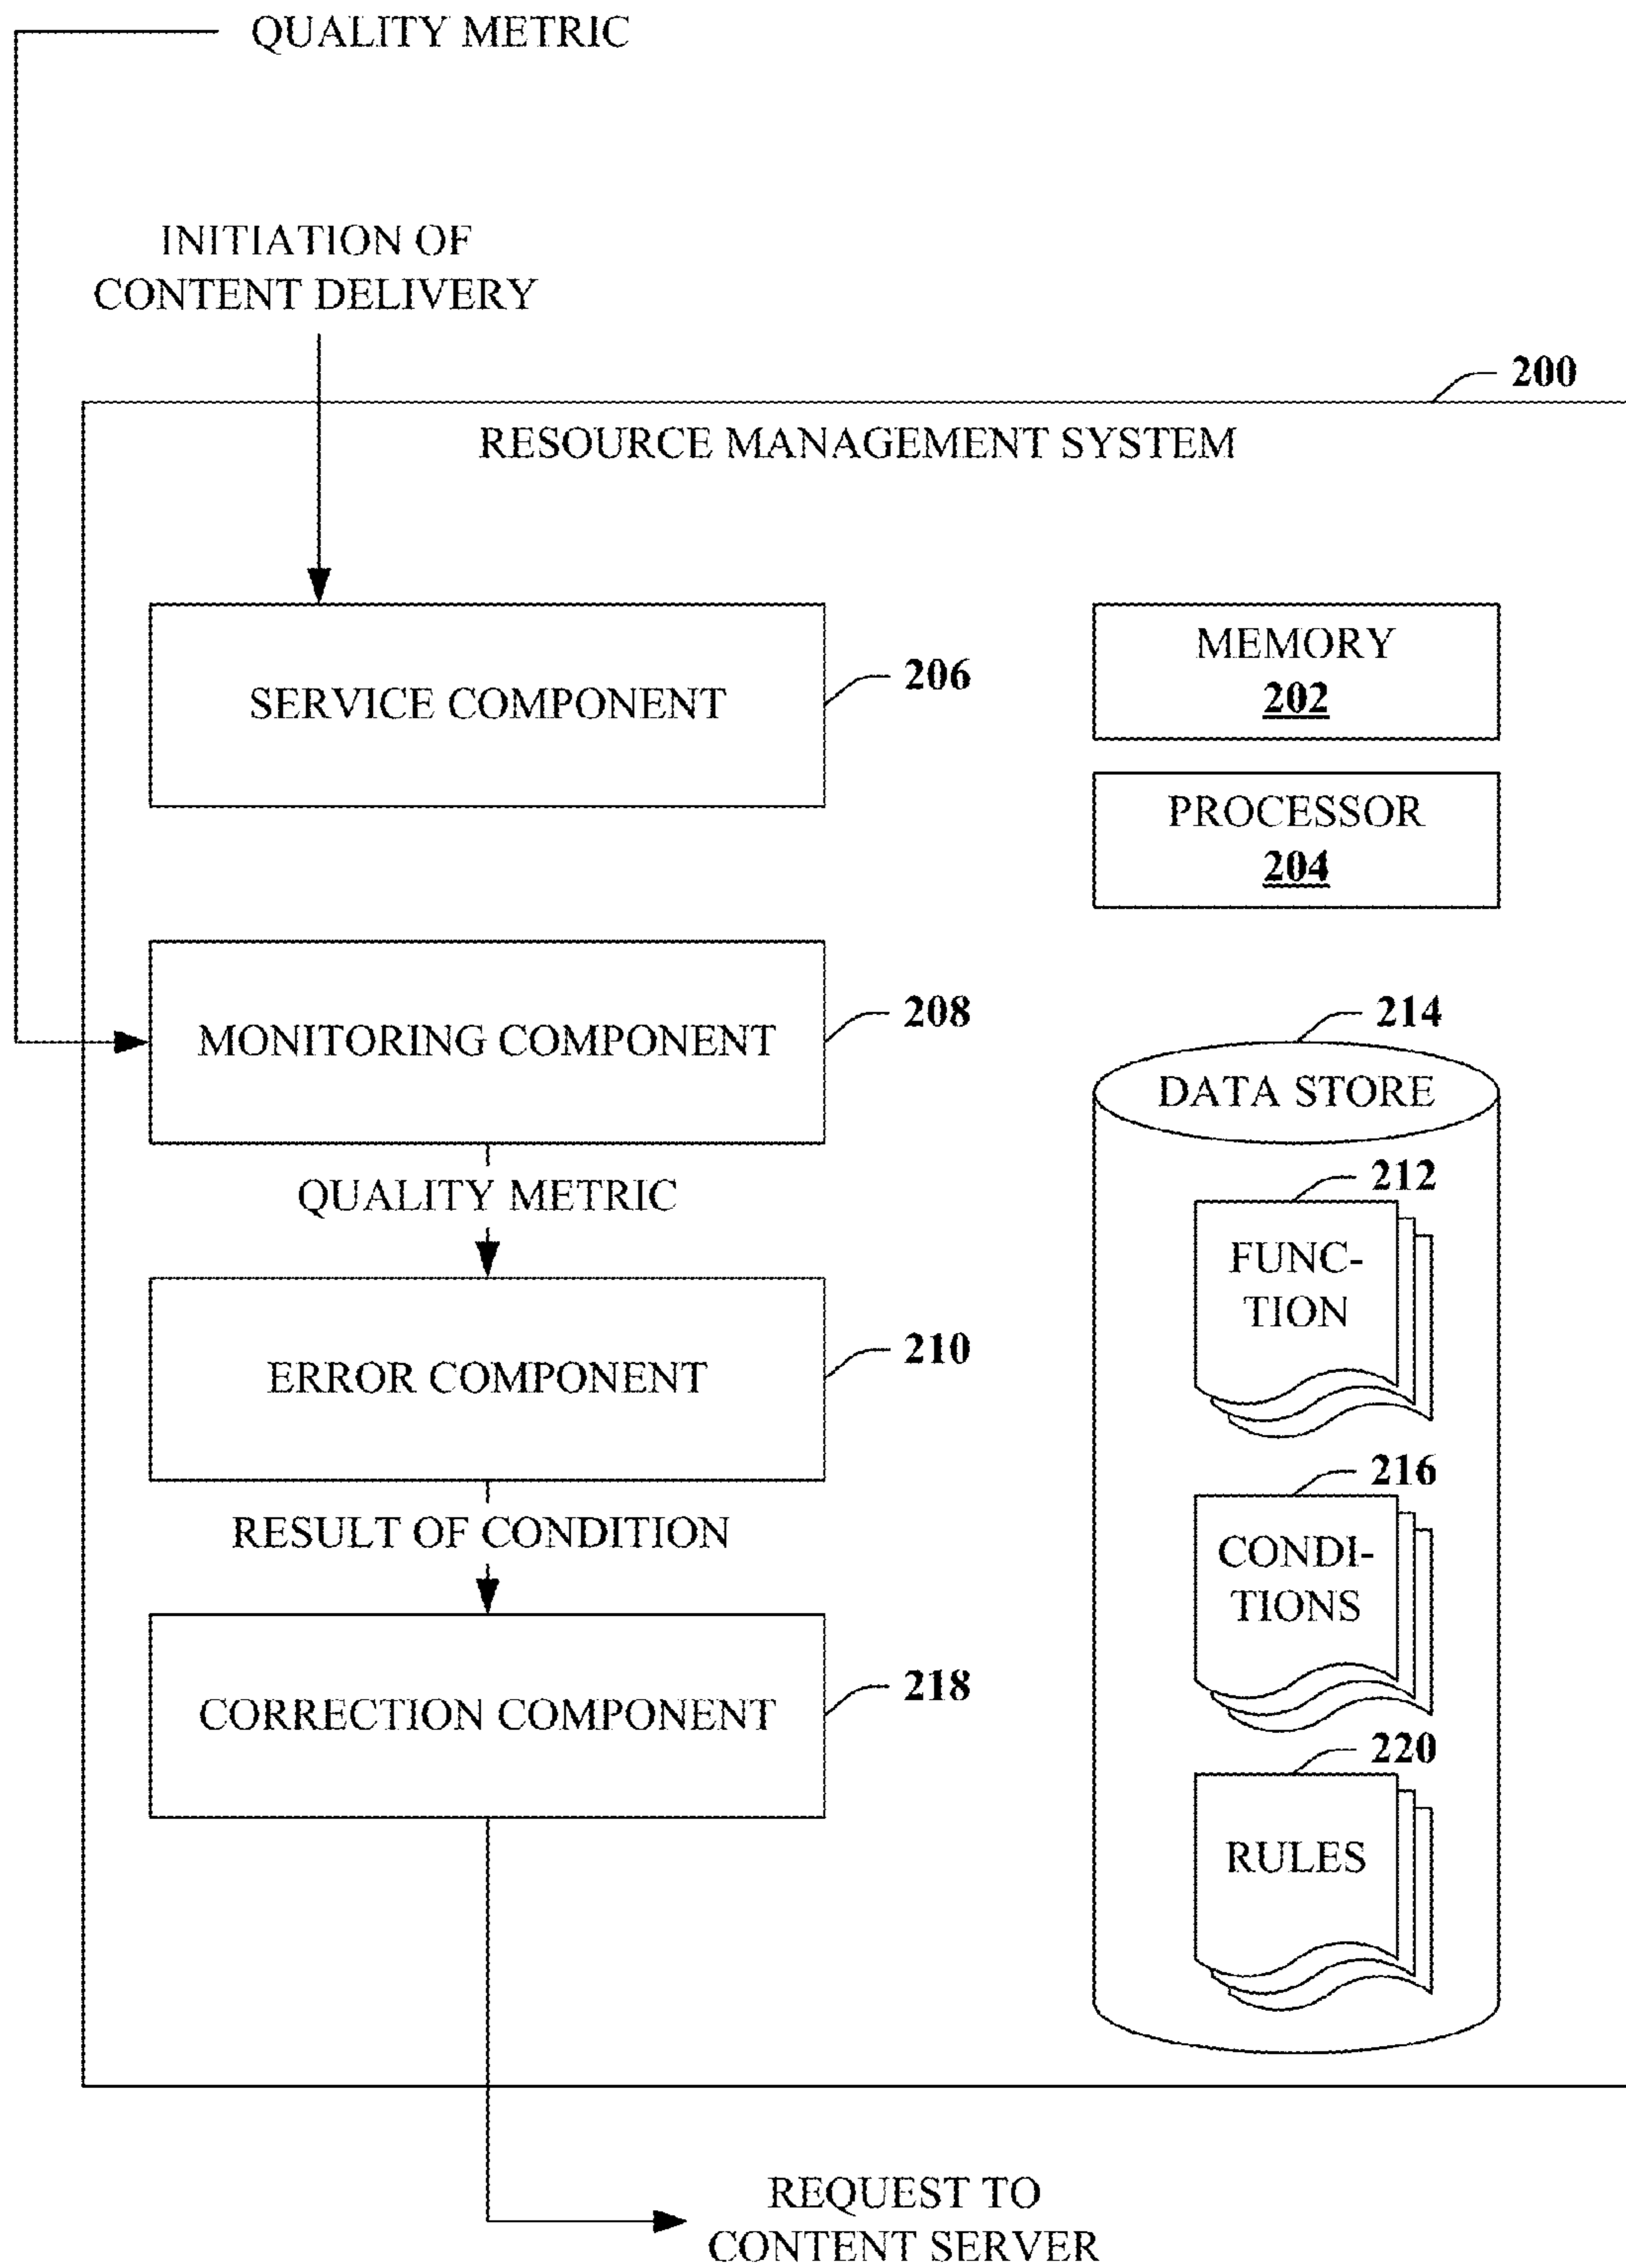 QUALITY METRIC
INITIATION OF
CONTENT DELIVERY
200
RESOURCE MANAGEMENT SYSTEM
SERVICE COMPONENT
206
MEMORY
202
PROCESSOR
204
MONITORING COMPONENT
208
QUALITY METRIC
ERROR COMPONENT
210
RESULT OF CONDITION
CORRECTION COMPONENT
218
214
DATA STORE
212
FUNC-
TION
216
CONDI-
TIONS
220
RULES
REQUEST TO
CONTENT SERVER